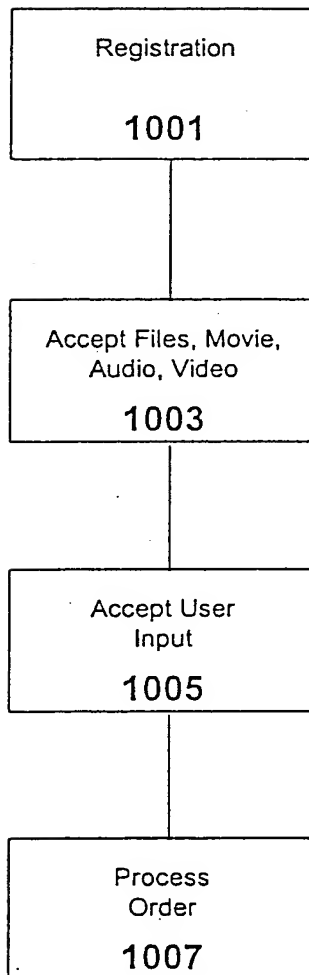 Registration
1001
Accept Files, Movie,
Audio, Video
1003
Accept User
Input
1005
Process
Order
1007